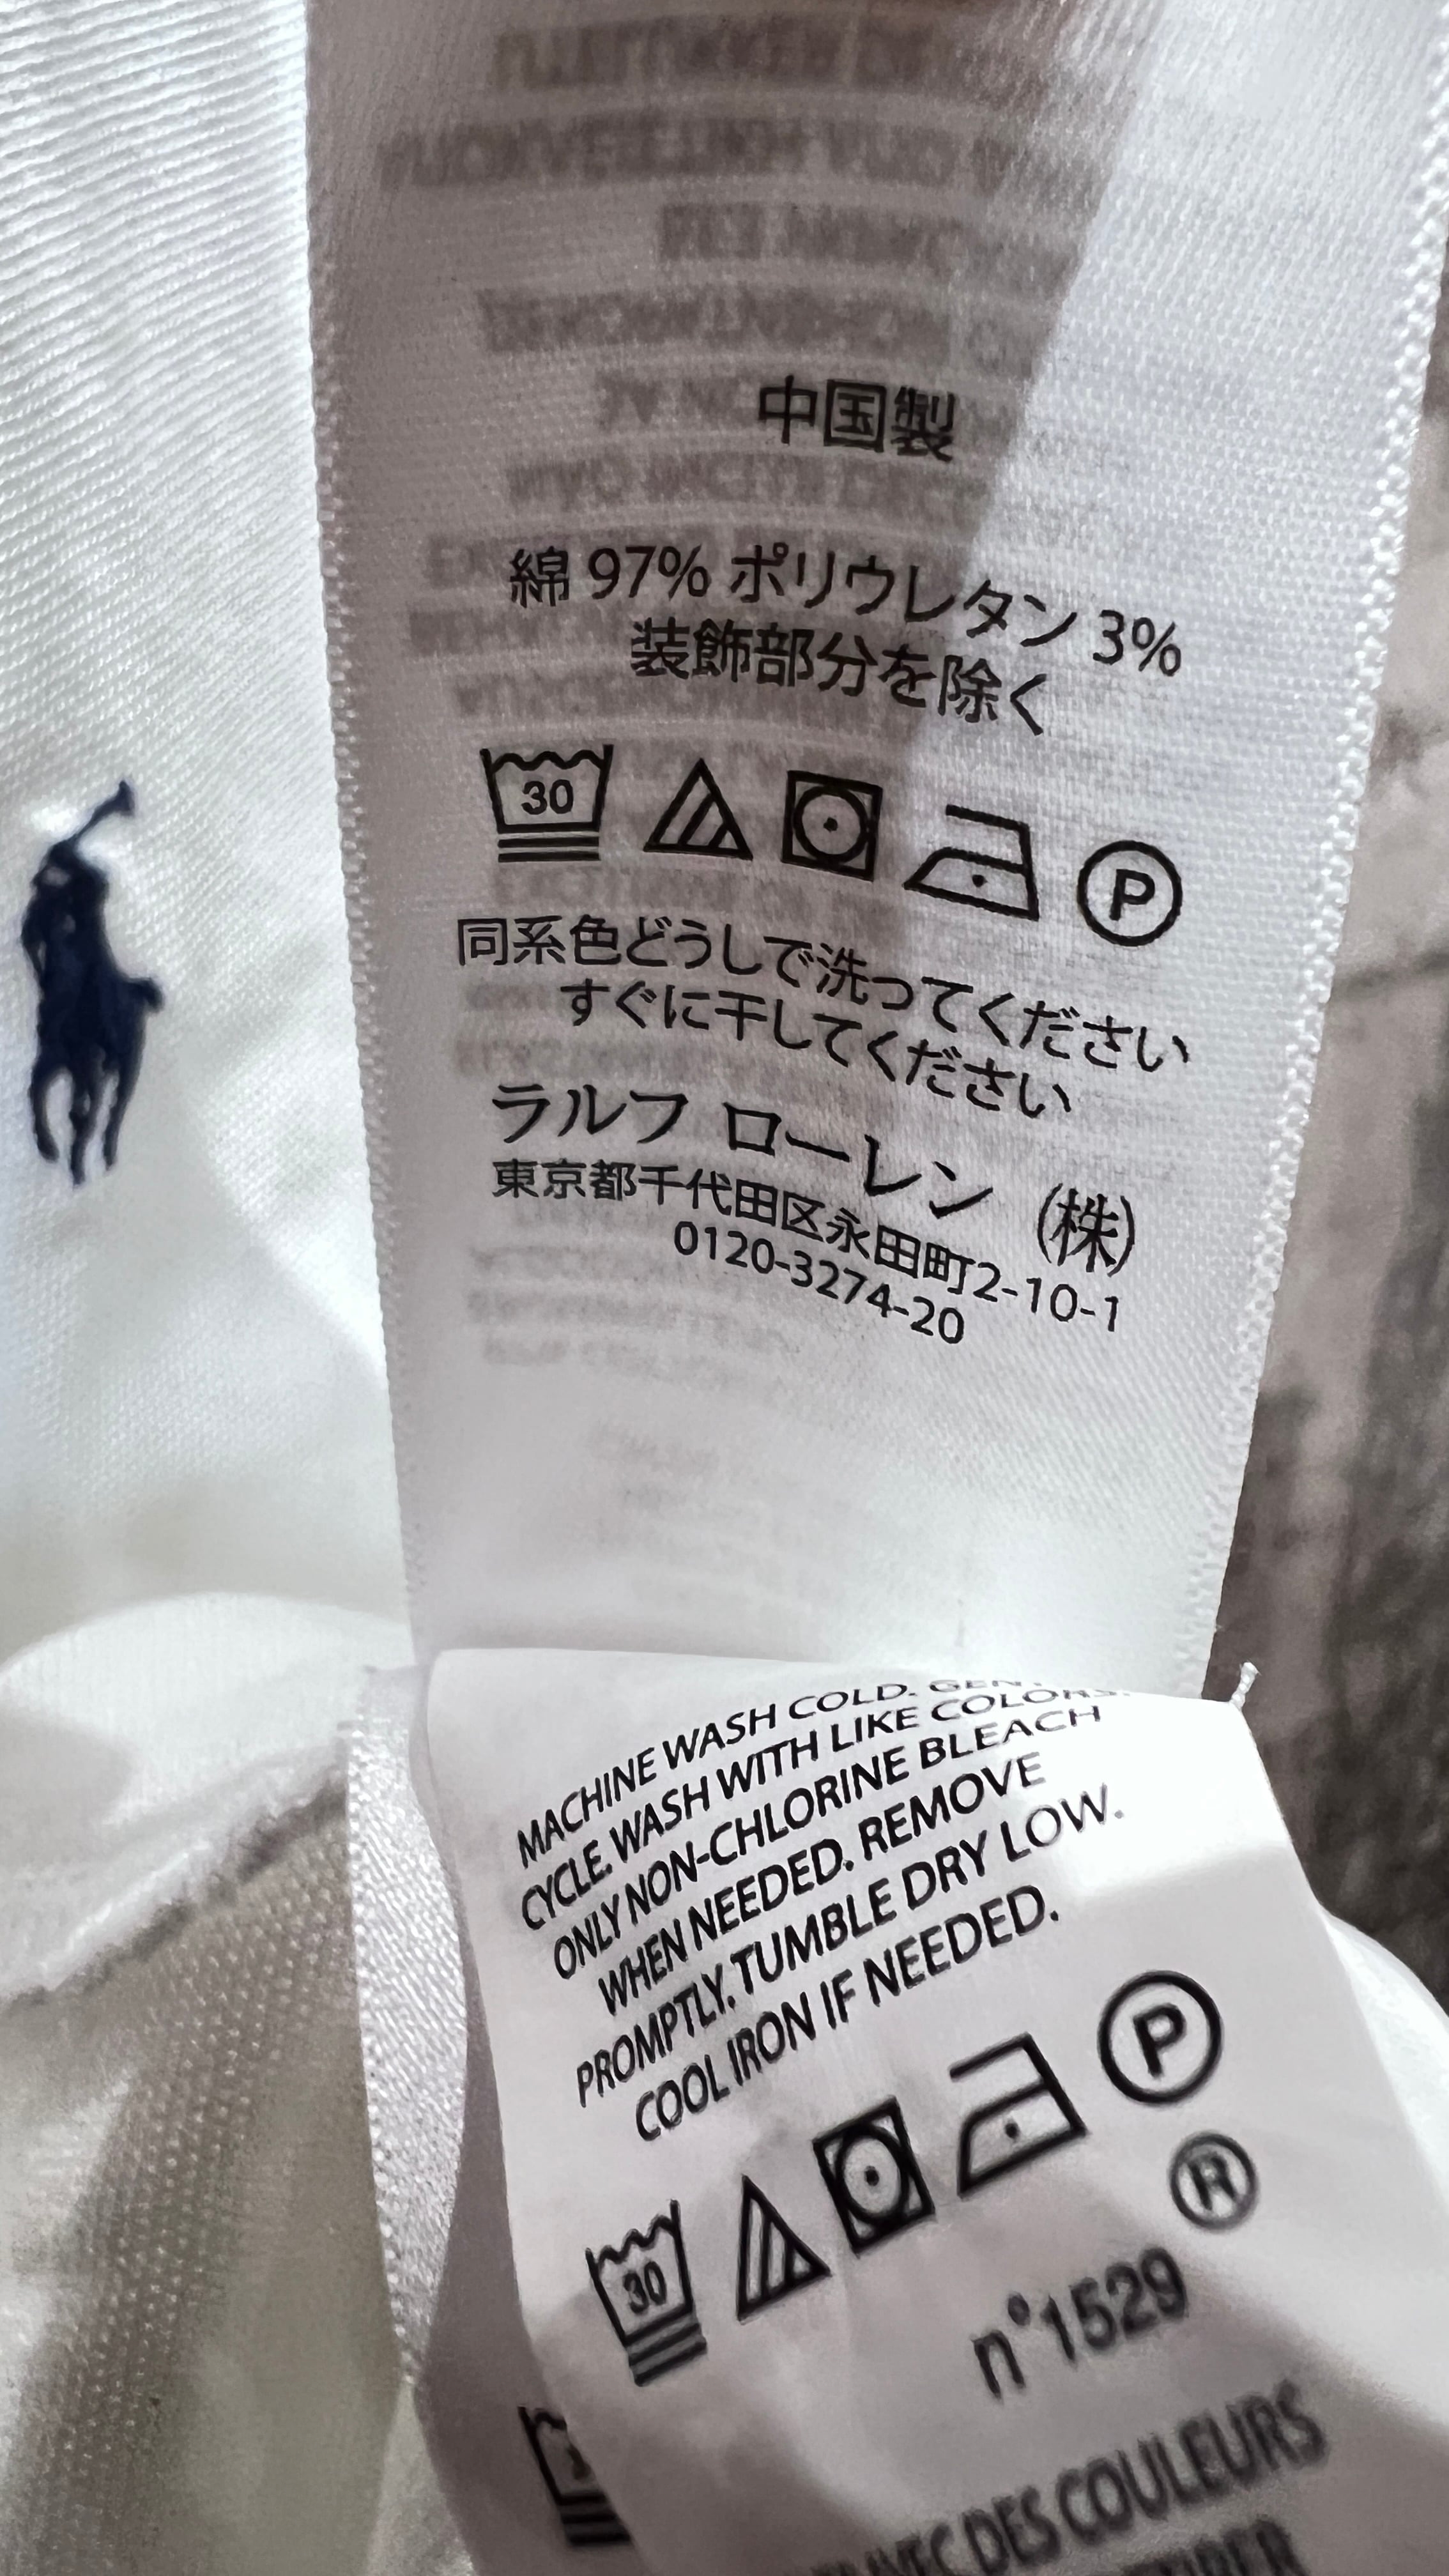 中国製
綿 97% ポリウレタン 3%
装飾部分を除く
30
P
同系色どうしで洗ってください
すぐに干してください
ラルフ ローレン (株)
東京都千代田区永田町2-10-1
0120-3274-20
MACHINE WASH COLD.
CYCLE. WASH WITH LIKE COLORS.
ONLY NON-CHLORINE BLEACH
WHEN NEEDED. REMOVE
PROMPTLY. TUMBLE DRY LOW.
COOL IRON IF NEEDED.
P
30
®
n°1529
DES COULEURS